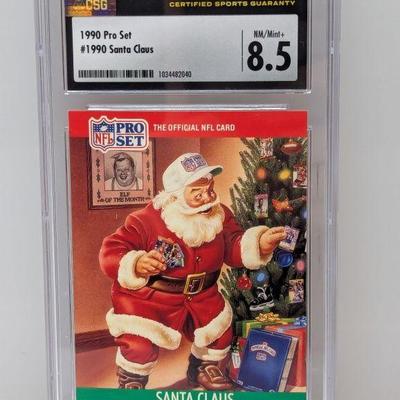 CSG
CERTIFIED SPORTS GUARANTY
1990 Pro Set
#1990 Santa Claus
NM/Mint+
8.5
1034482040
NFL
PRO SET
THE OFFICIAL NFL CARD
ELF
OF THE MONTH
SANTA CLAUS